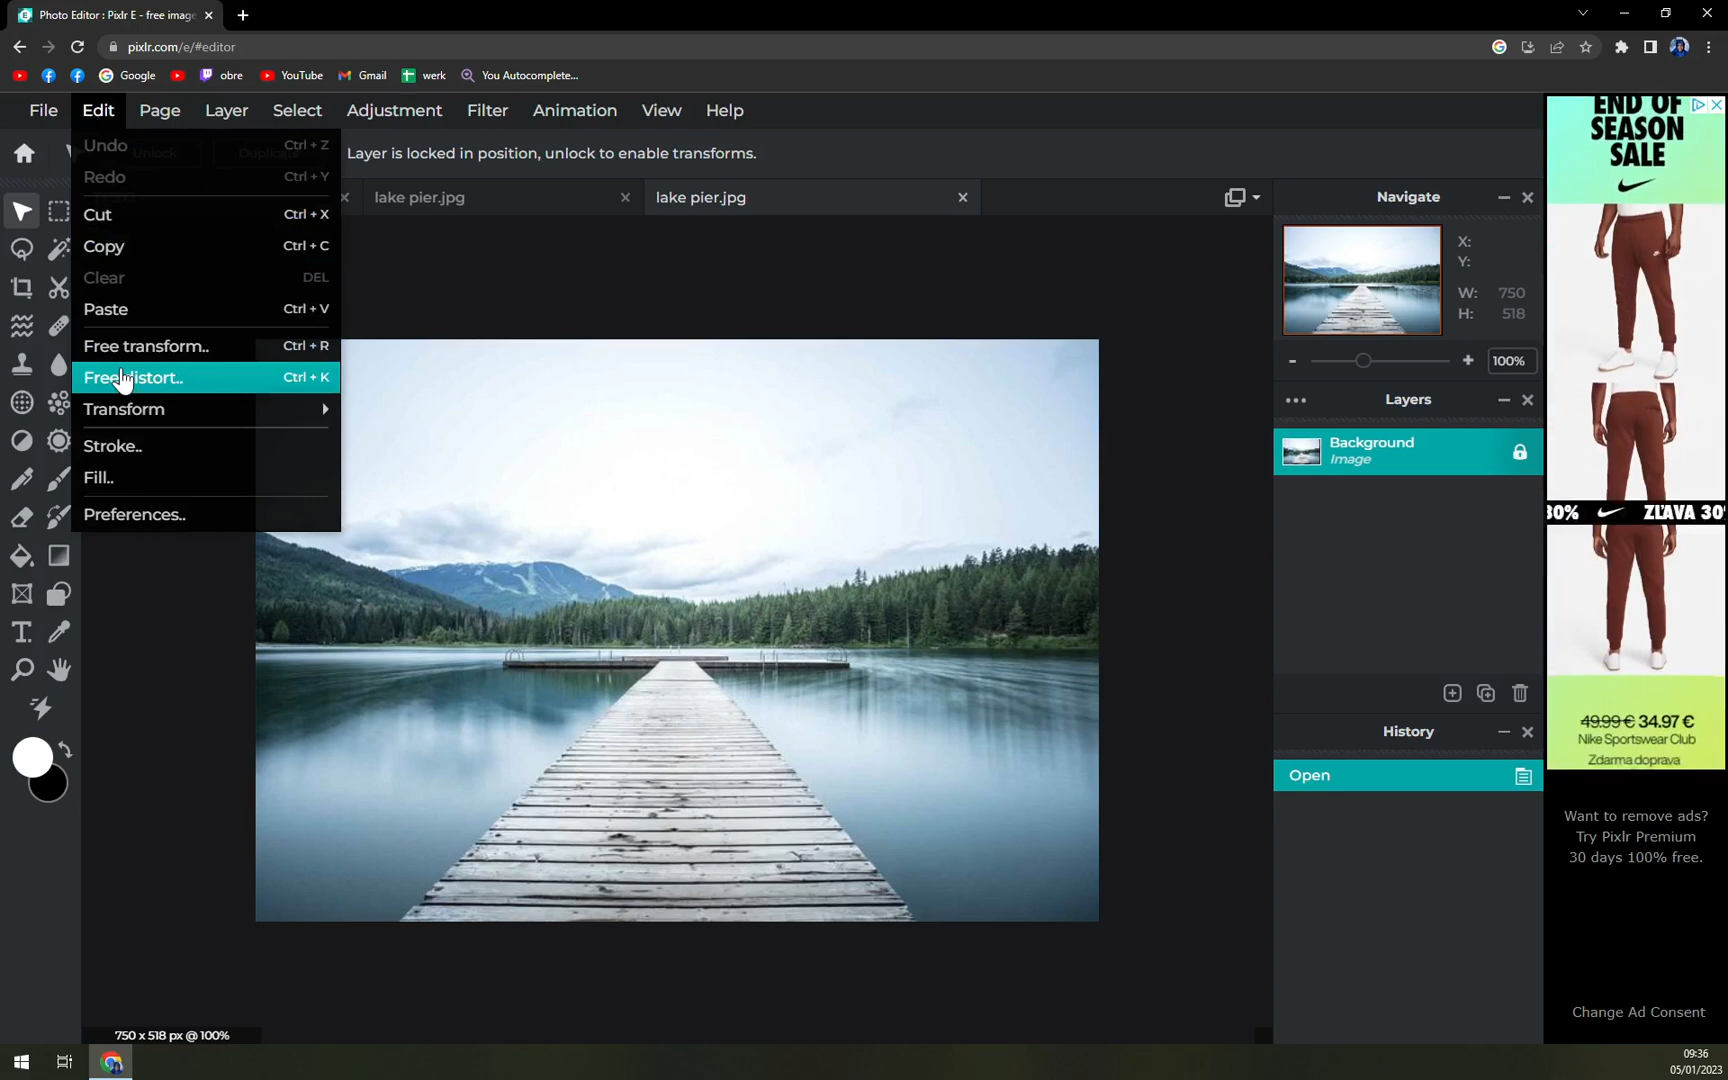 Photo Editor : Pixlr E - free image
pixlr.com/e/#editor
Google
obre
YouTube
Gmail
werk
You Autocomplete...
File Edit Page Layer Select Adjustment Filter Animation View Help
Undo Ctrl + Z
Unlock
Duplicate
Layer is locked in position, unlock to enable transforms.
Redo Ctrl + Y
Cut Ctrl + X
Copy Ctrl + C
Clear DEL
Paste Ctrl + V
Free transform.. Ctrl + R
Free distort.. Ctrl + K
Transform
Stroke..
Fill..
Preferences..
lake pier.jpg
lake pier.jpg
Navigate
X:
Y:
W: 750
H: 518
100%
Layers
Background
Image
History
Open
END OF
SEASON
SALE
30% ZĽAVA 30
49.99 € 34.97 €
Nike Sportswear Club
Zdarma doprava
Want to remove ads?
Try Pixlr Premium
30 days 100% free.
Change Ad Consent
750 x 518 px @ 100%
09:36
05/01/2023